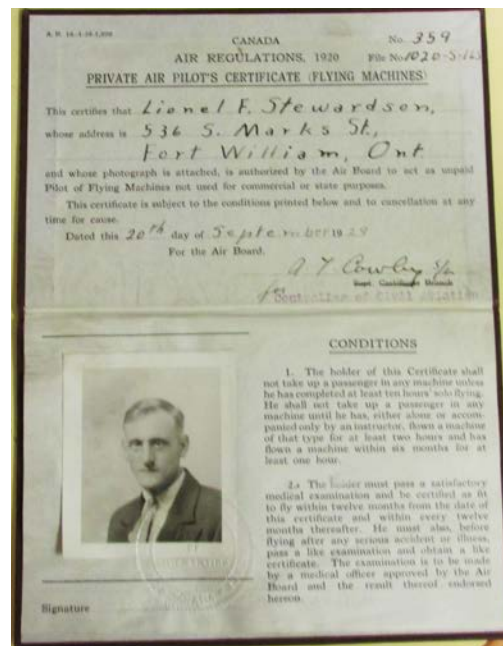 CANADA No. 359
AIR REGULATIONS, 1920 File No. 1020-S-
PRIVATE AIR PILOT'S CERTIFICATE (FLYING MACHINES)
This certifies that Lionel F. Stewardson,
whose address is 536 S. Marks St.,
Fort William, Ont
and whose photograph is attached, is authorized by the Air Board to act as unpaid
Pilot of Flying Machines not used for commercial or state purposes.
This certificate is subject to the conditions printed below and to cancellation at any
time for cause.
Dated this 20th day of September 1929
For the Air Board.
for Controller of Civil Aviation
CONDITIONS
1. The holder of this Certificate shall
not take up a passenger in any machine unless
he has completed at least ten hours' solo flying.
He shall not take up a passenger in any
machine until he has, either alone or accom-
panied only by an instructor, flown a machine
of that type for at least two hours and has
flown a machine within six months for at
least one hour.
2. The holder must pass a satisfactory
medical examination and be certified as fit
to fly within twelve months from the date of
this certificate and within every twelve
months thereafter. He must also, before
flying after any serious accident or illness,
pass a like examination and obtain a like
certificate. The examination is to be made
by a medical officer approved by the Air
Board and the result thereof endorsed
hereon.
Signature